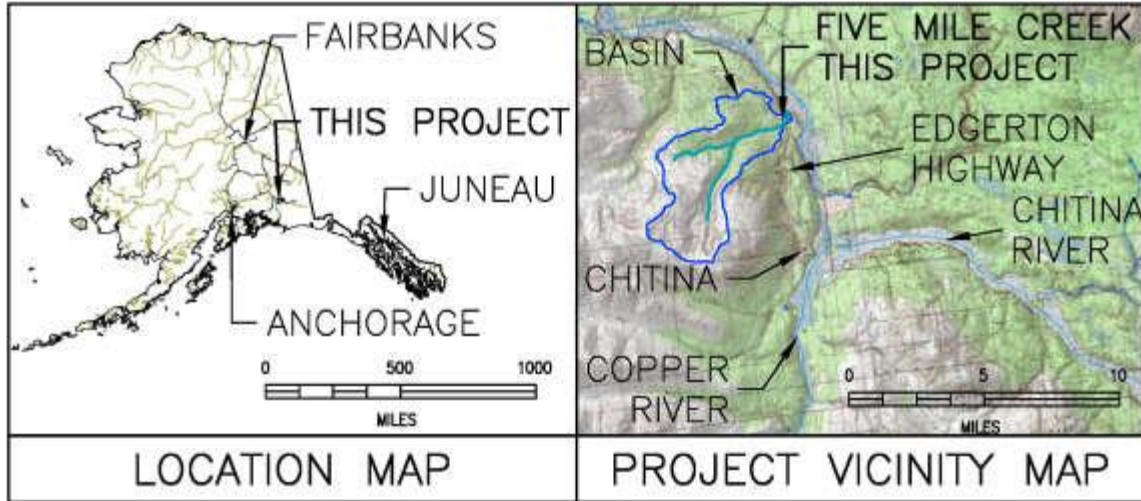 FAIRBANKS
THIS PROJECT
JUNEAU
ANCHORAGE
0 500 1000
MILES
LOCATION MAP
BASIN
FIVE MILE CREEK
THIS PROJECT
EDGERTON
HIGHWAY
CHITINA
RIVER
CHITINA
COPPER
RIVER
0 5 10
MILES
PROJECT VICINITY MAP